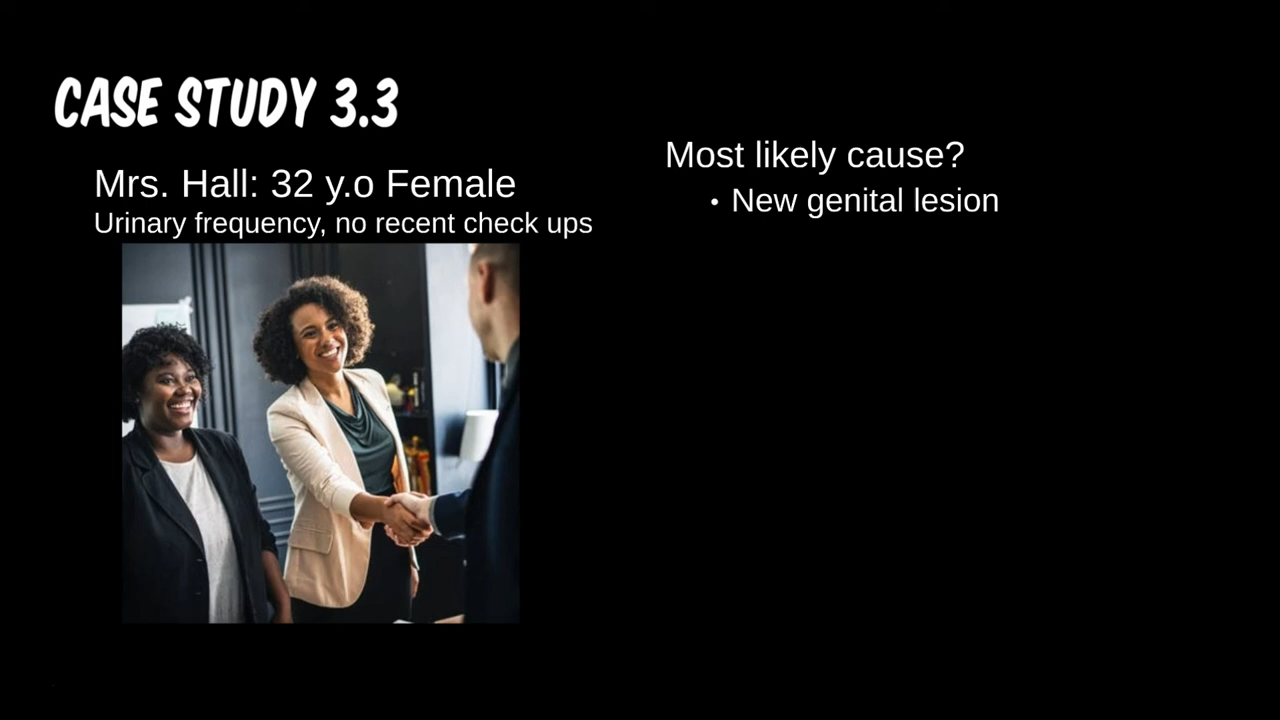 CASE STUDY 3.3
Mrs. Hall: 32 y.o Female
Urinary frequency, no recent check ups
Most likely cause?
• New genital lesion